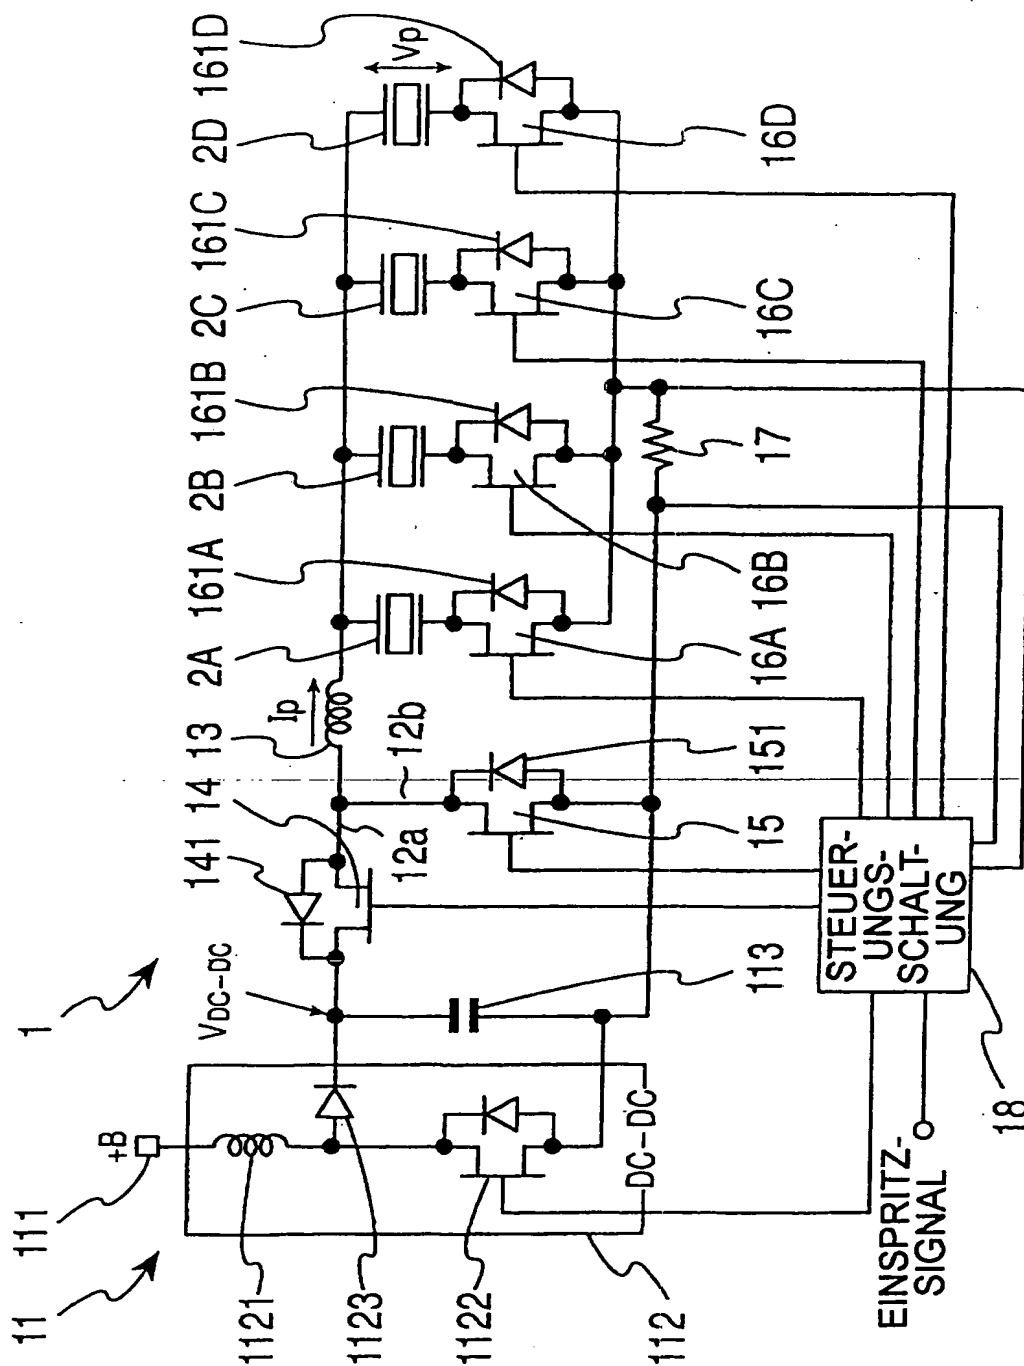 11
1
111
+B
1121
1123
1122
112
DC-DC
VDC-DC
113
141
14
13
Ip
12a
12b
15
151
2A
161A
16A
2B
161B
16B
17
2C
161C
16C
2D
161D
Vp
16D
STEUER-
UNGS-
SCHALT-
UNG
18
EINSPRITZ-
SIGNAL